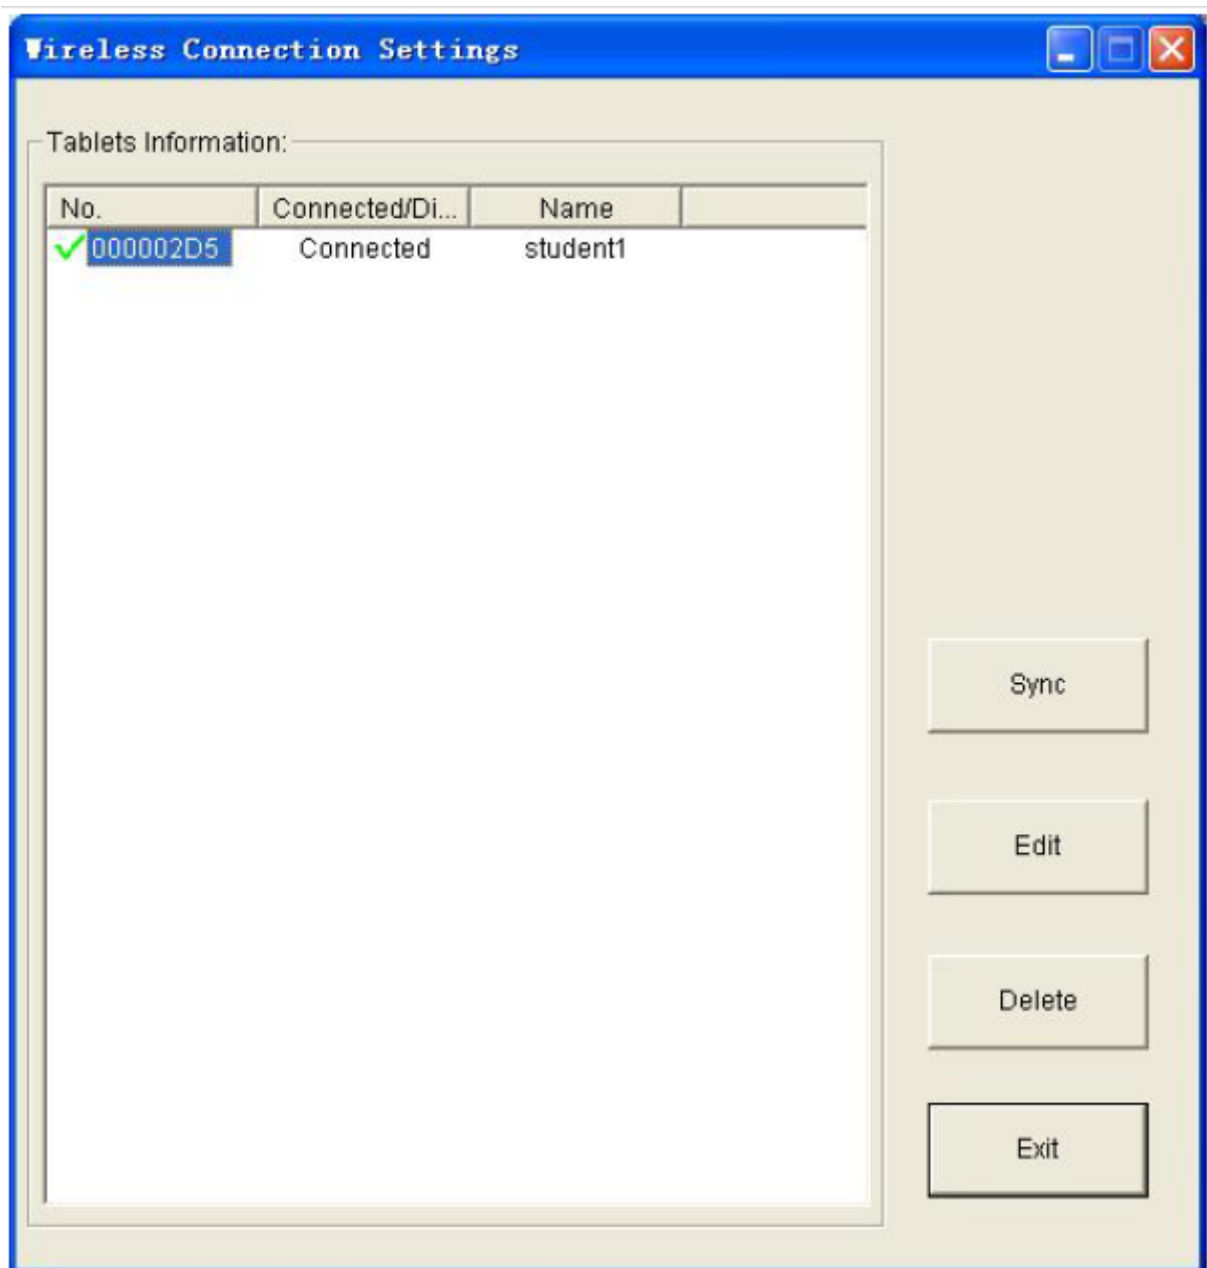 Wireless Connection Settings
Tablets Information:
No. Connected/Di... Name
000002D5 Connected student1
Sync
Edit
Delete
Exit